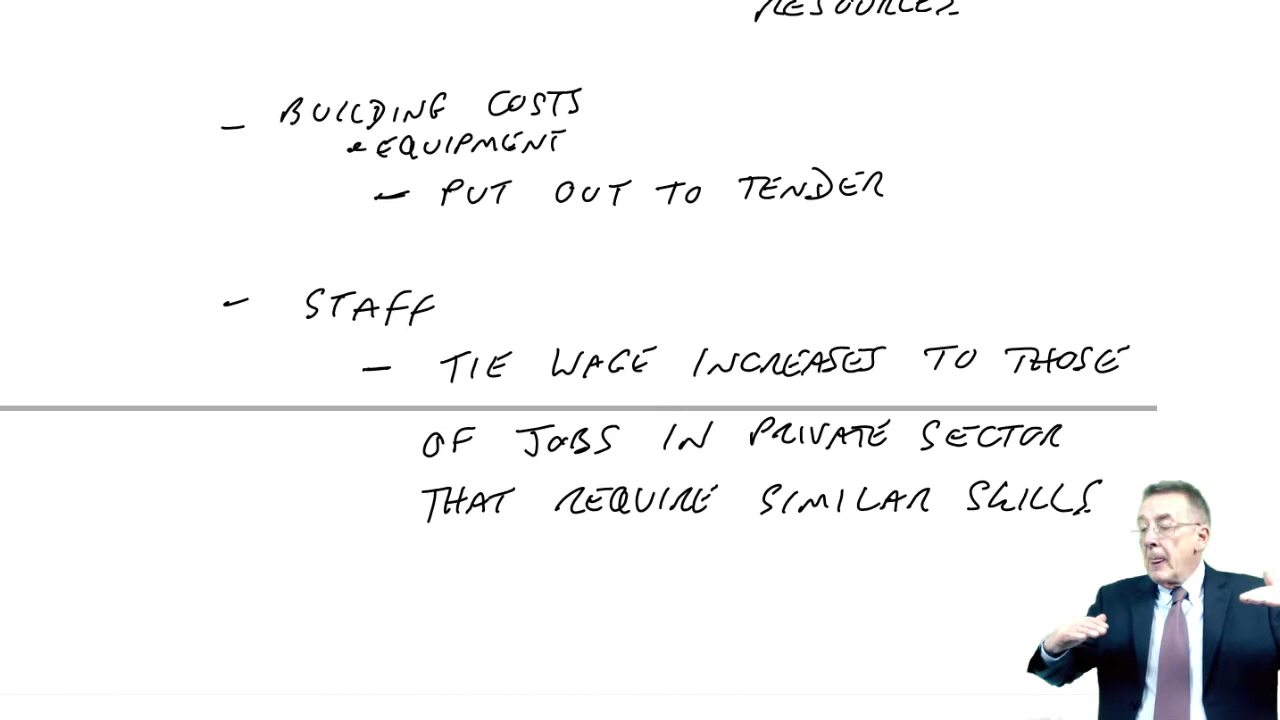 RESOURCES
- BUILDING COSTS
• EQUIPMENT
- PUT OUT TO TENDER
- STAFF
- TIE WAGE INCREASES TO THOSE
OF JOBS IN PRIVATE SECTOR
THAT REQUIRE SIMILAR SKILLS